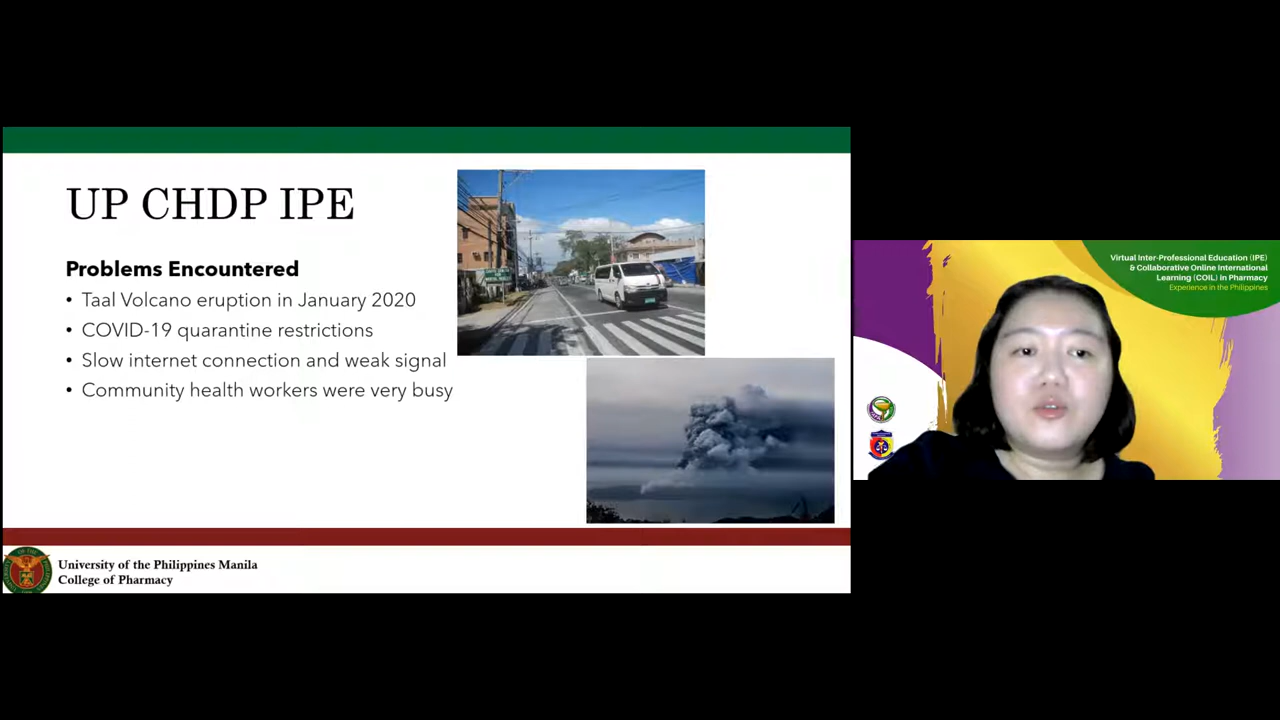 UP CHDP IPE
Problems Encountered
• Taal Volcano eruption in January 2020
• COVID-19 quarantine restrictions
• Slow internet connection and weak signal
• Community health workers were very busy
University of the Philippines Manila
College of Pharmacy
Virtual Inter-Professional Education (IPE)
& Collaborative Online International
Learning (COIL) in Pharmacy
Experience in the Philippines